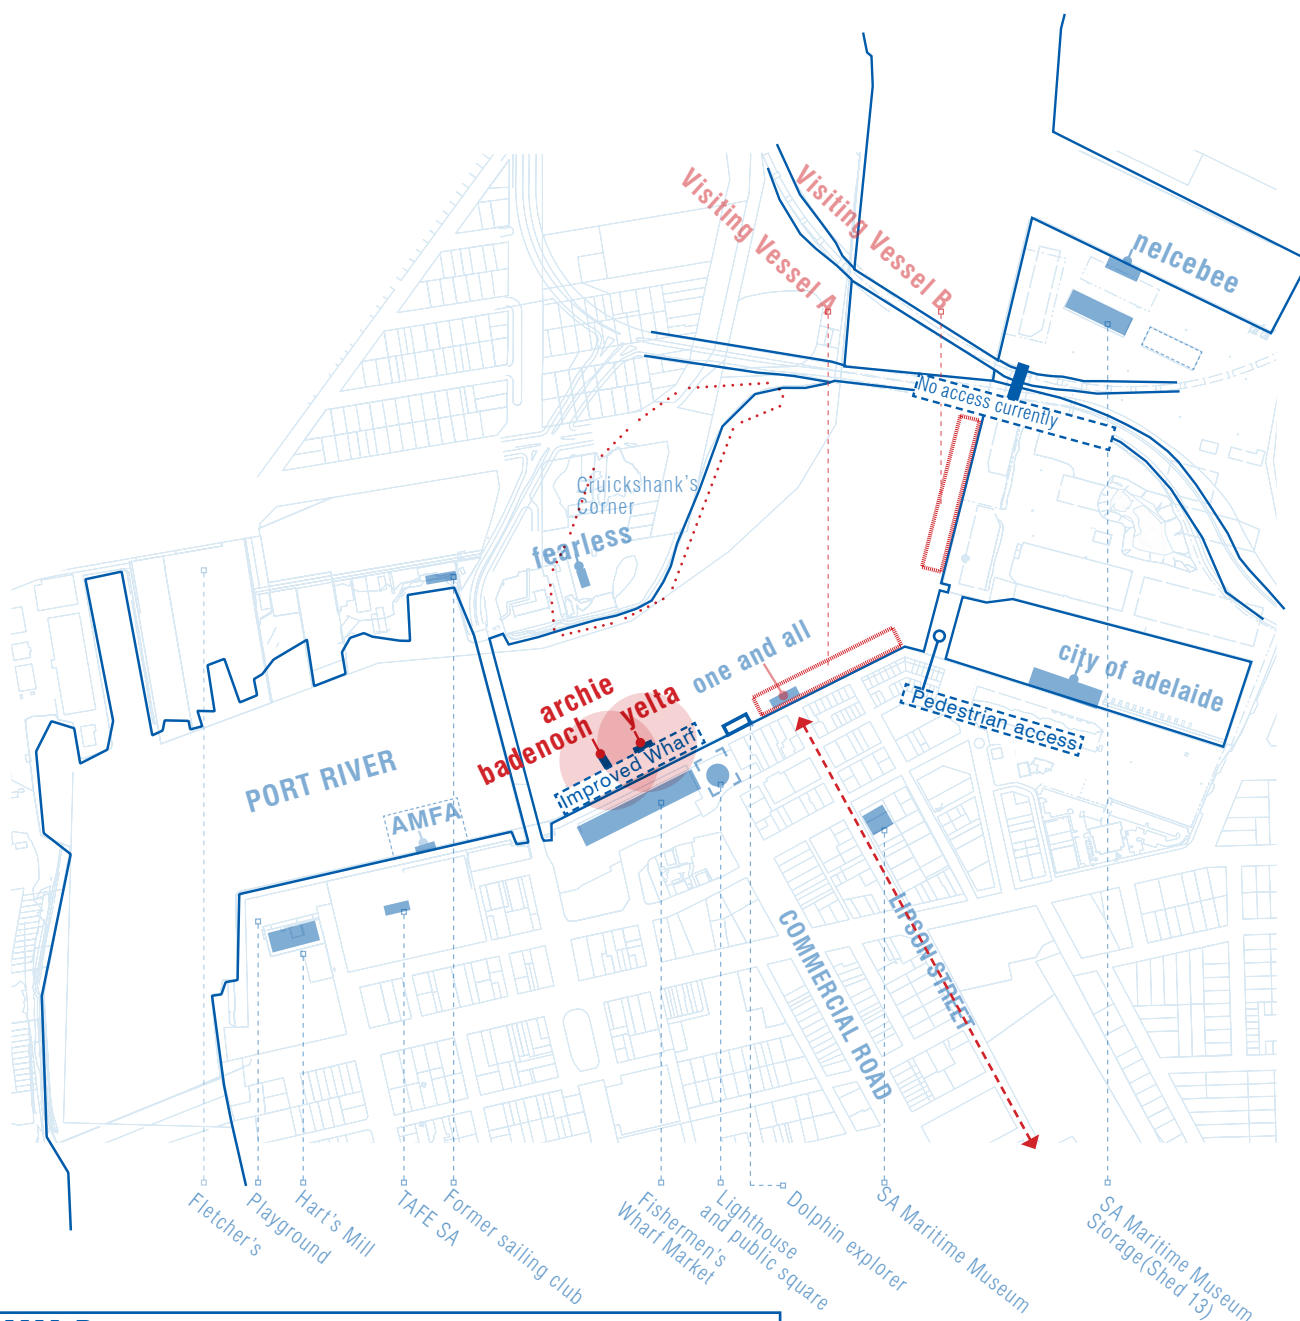 Visiting Vessel A
Visiting Vessel B
nelcebee
No access currently
Cruickshank's
Corner
fearless
one and all
city of adelaide
Pedestrian access
archie
badenoch
yelta
Improved Wharf
PORT RIVER
AMFA
COMMERCIAL ROAD
LIPSON STREET
Fletcher's
Playground
Hart's Mill
TAFE SA
Former sailing club
Fishermen's
Wharf Market
Lighthouse
and public square
Dolphin explorer
SA Maritime Museum
SA Maritime Museum
Storage(Shed 13)